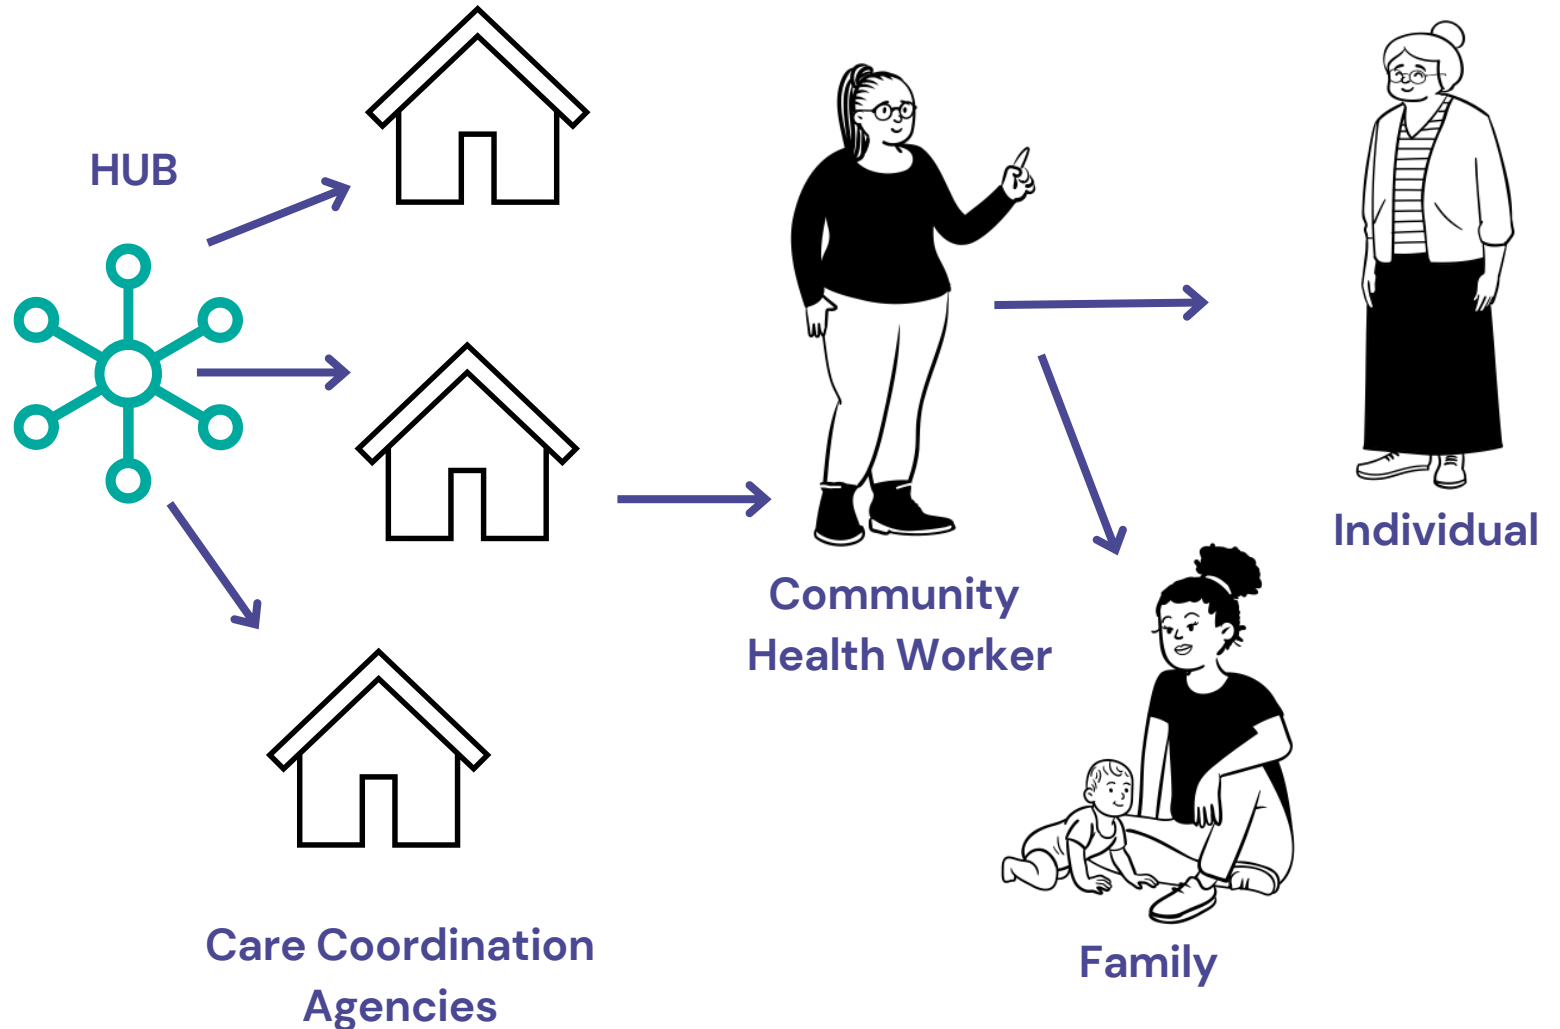 HUB
Community
Health Worker
Individual
Care Coordination
Agencies
Family